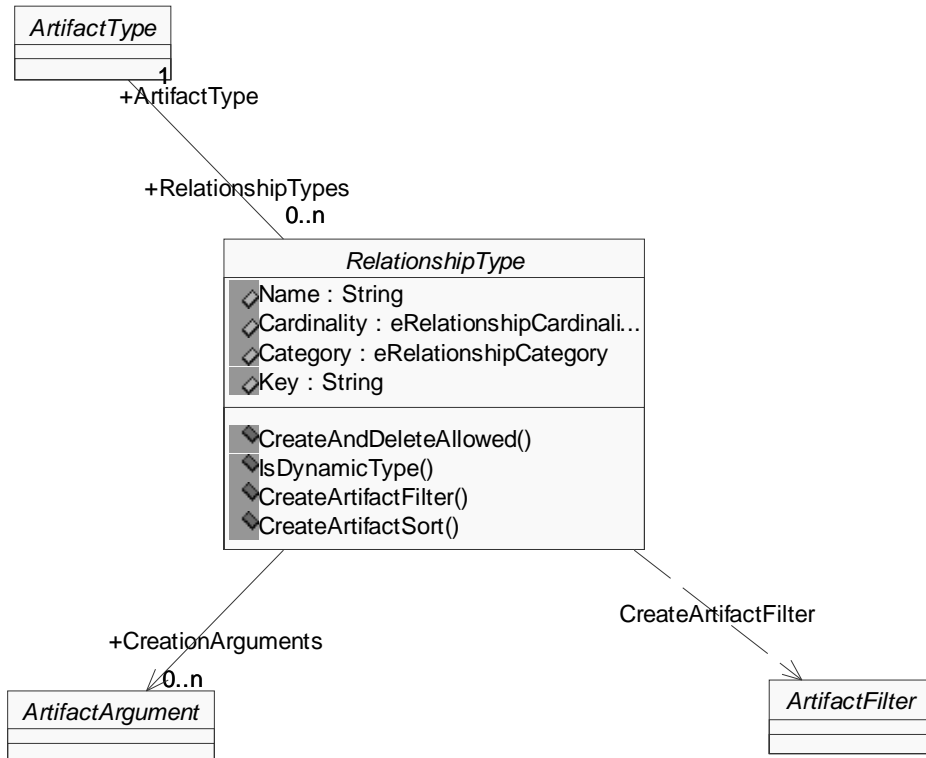 ArtifactType
1
+ArtifactType
+RelationshipTypes
0..n
RelationshipType
Name : String
Cardinality : eRelationshipCardinali...
Category : eRelationshipCategory
Key : String
CreateAndDeleteAllowed()
IsDynamicType()
CreateArtifactFilter()
CreateArtifactSort()
CreateArtifactFilter
+CreationArguments
0..n
ArtifactArgument
ArtifactFilter